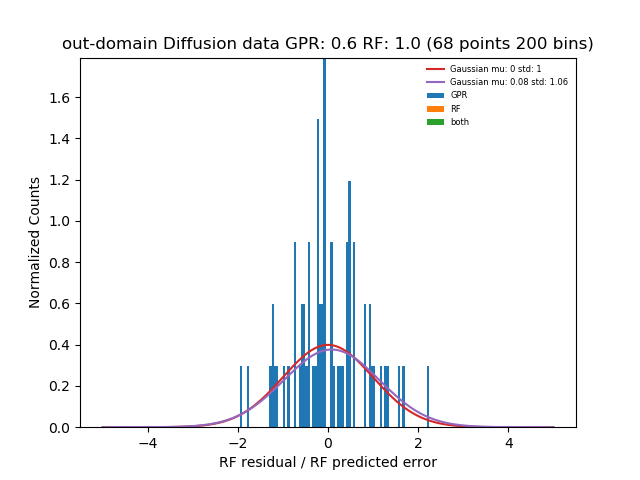 out-domain Diffusion data GPR: 0.6 RF: 1.0 (68 points 200 bins)
Gaussian mu: 0 std: 1
Gaussian mu: 0.08 std: 1.06
GPR
RF
both
1.6
1.4
1.2
1.0
0.8
0.6
0.4
0.2
0.0
Normalized Counts
−4
−2
0
2
4
RF residual / RF predicted error